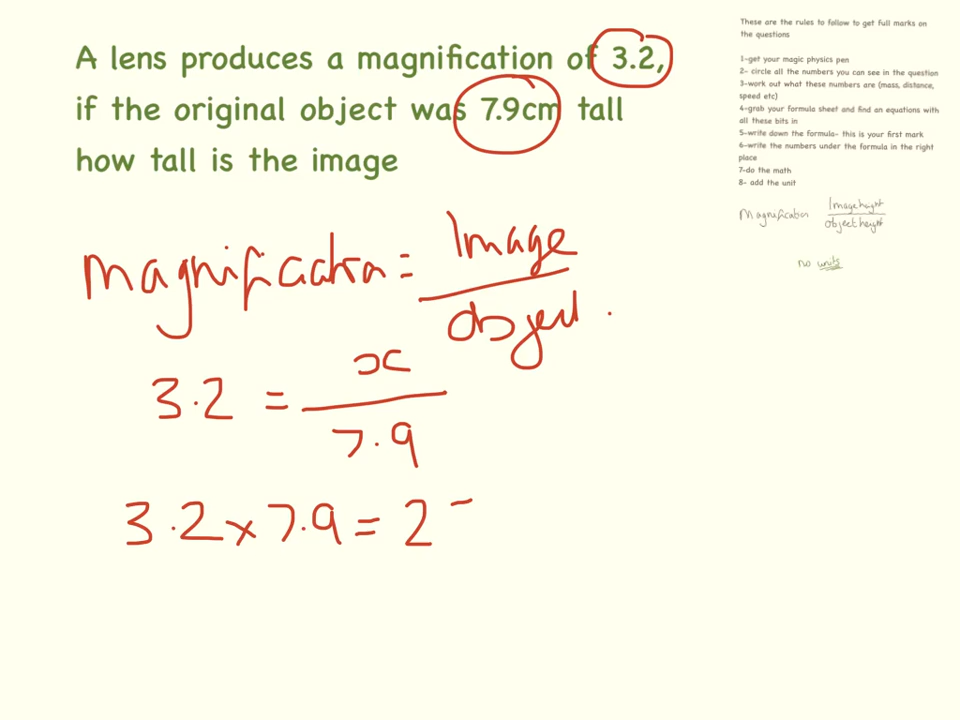 A lens produces a magnification of 3.2,
if the original object was 7.9cm tall
how tall is the image
Magnification = Image
object.
3.2 = x
7.9
3.2 x 7.9 = 2
These are the rules to follow to get full marks on
the questions
1-get your magic physics pen
2- circle all the numbers you can see in the question
3-work out what these numbers are (mass, distance,
speed etc)
4-grab your formula sheet and find an equations with
all these bits in
5-write down the formula- this is your first mark
6-write the numbers under the formula in the right
place
7-do the math
8- add the unit
Magnification Image height
object height
no units